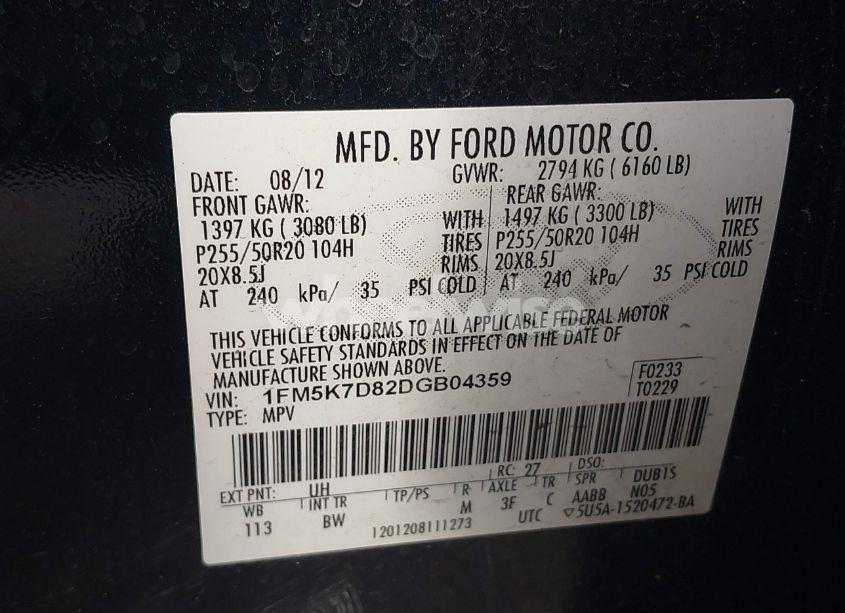 MFD. BY FORD MOTOR CO.
DATE: 08/12 GVWR: 2794 KG ( 6160 LB)
FRONT GAWR: REAR GAWR:
1397 KG ( 3080 LB) WITH 1497 KG ( 3300 LB) WITH
P255/50R20 104H TIRES P255/50R20 104H TIRES
20X8.5J RIMS 20X8.5J RIMS
AT 240 kPa/ 35 PSI COLD AT 240 kPa/ 35 PSI COLD
THIS VEHICLE CONFORMS TO ALL APPLICABLE FEDERAL MOTOR
VEHICLE SAFETY STANDARDS IN EFFECT ON THE DATE OF
MANUFACTURE SHOWN ABOVE.
VIN: 1FM5K7D82DGB04359 F0233
TYPE: MPV T0229
RC: 27 DSO:
EXT PNT: UH
WB INT TR TP/PS R AXLE TR SPR DUB1S
113 BW M 3F C AABB N05
1201208111273 UTC ▽5U5A-1520472-BA